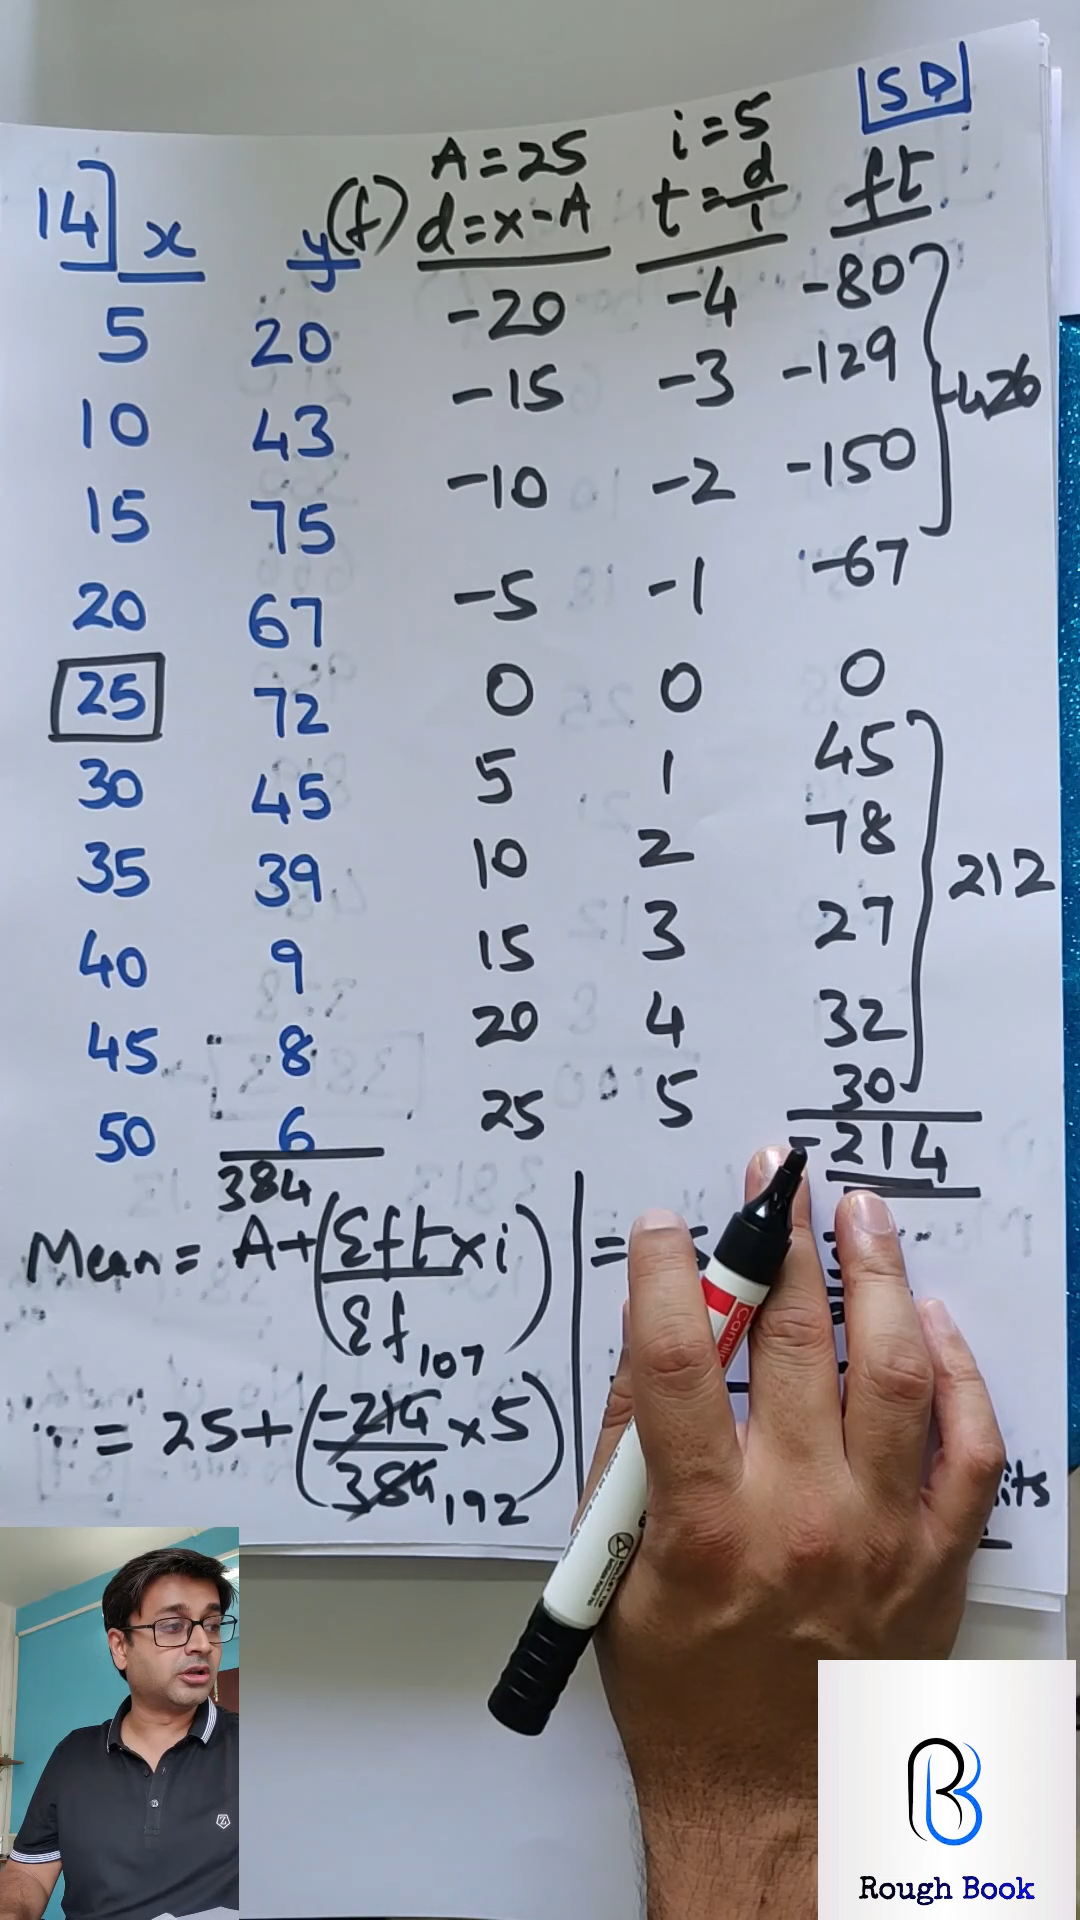 SD
A=25 i=5
14] x y(f) d=x-A t=d/i ft
5 20 -20 -4 -80
10 43 -15 -3 -129
15 75 -10 -2 -150
-426
20 67 -5 -1 -67
25 72 0 0 0
30 45 5 1 45
35 39 10 2 78
40 9 15 3 27
212
45 8 20 4 32
50 6 25 5 30
384 -214
Mean = A+(Σft/Σf × i) =
= 25+(-214/384 × 5)
107
192
Rough Book